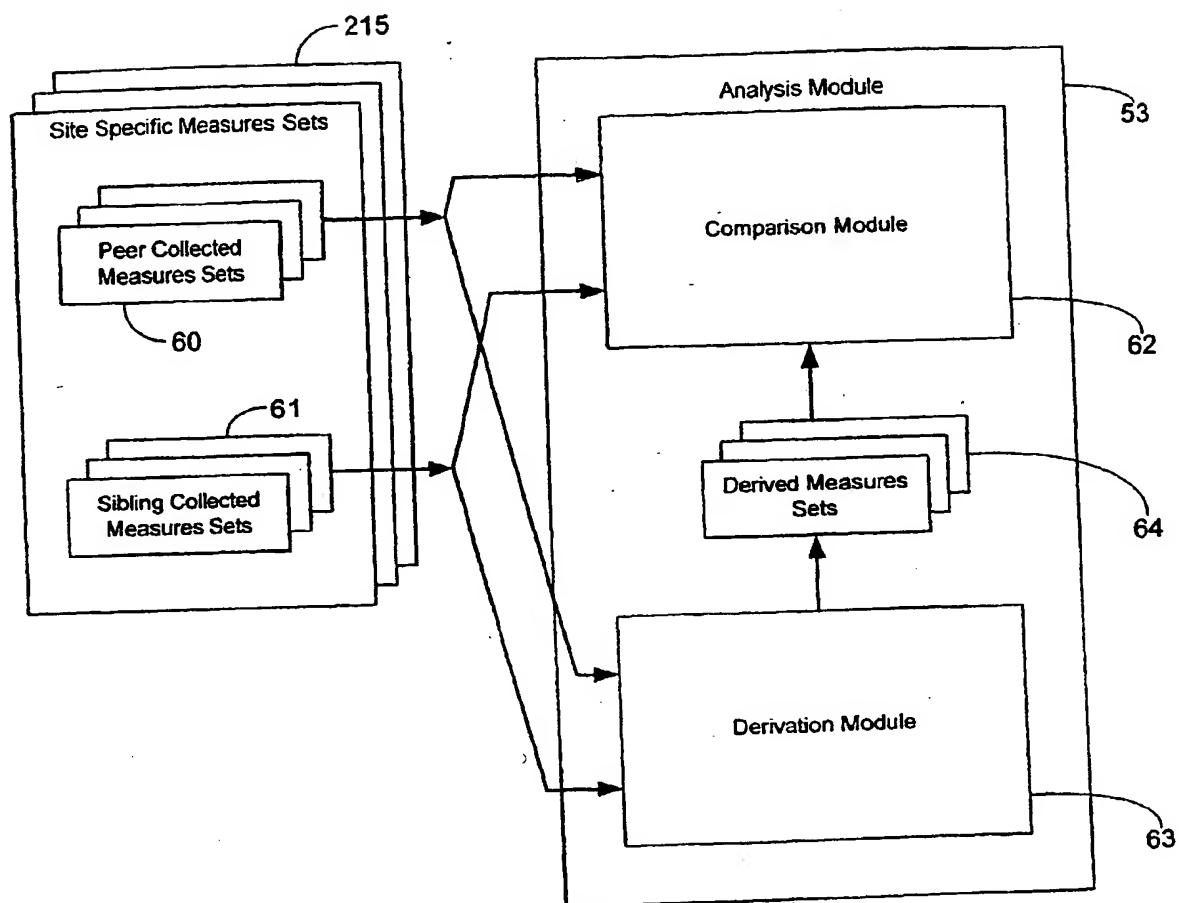 215
Site Specific Measures Sets
Peer Collected
Measures Sets
60
61
Sibling Collected
Measures Sets
Analysis Module
53
Comparison Module
62
Derived Measures
Sets
64
Derivation Module
63